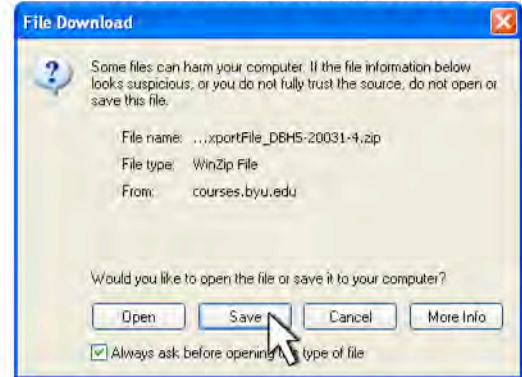 File Download
Some files can harm your computer. If the file information below
looks suspicious, or you do not fully trust the source, do not open or
save this file.
File name: ...xportFile_DBH5-20031-4.zip
File type: WinZip File
From: courses.byu.edu
Would you like to open the file or save it to your computer?
Open Save Cancel More Info
Always ask before opening type of file